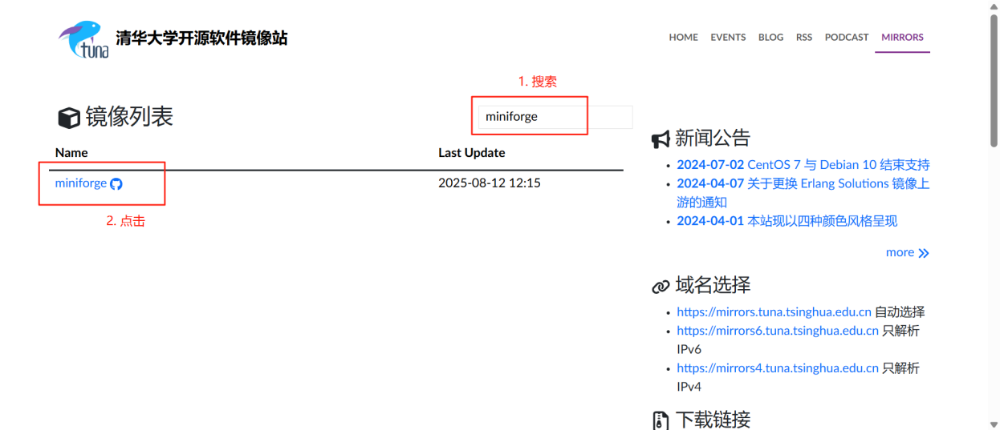 tuna
清华大学开源软件镜像站
HOME EVENTS BLOG RSS PODCAST MIRRORS
1. 搜索
镜像列表
miniforge
Name Last Update
miniforge 2025-08-12 12:15
2. 点击
新闻公告
2024-07-02 CentOS 7 与 Debian 10 结束支持
2024-04-07 关于更换 Erlang Solutions 镜像上
游的通知
2024-04-01 本站现以四种颜色风格呈现
more
域名选择
https://mirrors.tuna.tsinghua.edu.cn 自动选择
https://mirrors6.tuna.tsinghua.edu.cn 只解析
IPv6
https://mirrors4.tuna.tsinghua.edu.cn 只解析
IPv4
下载链接